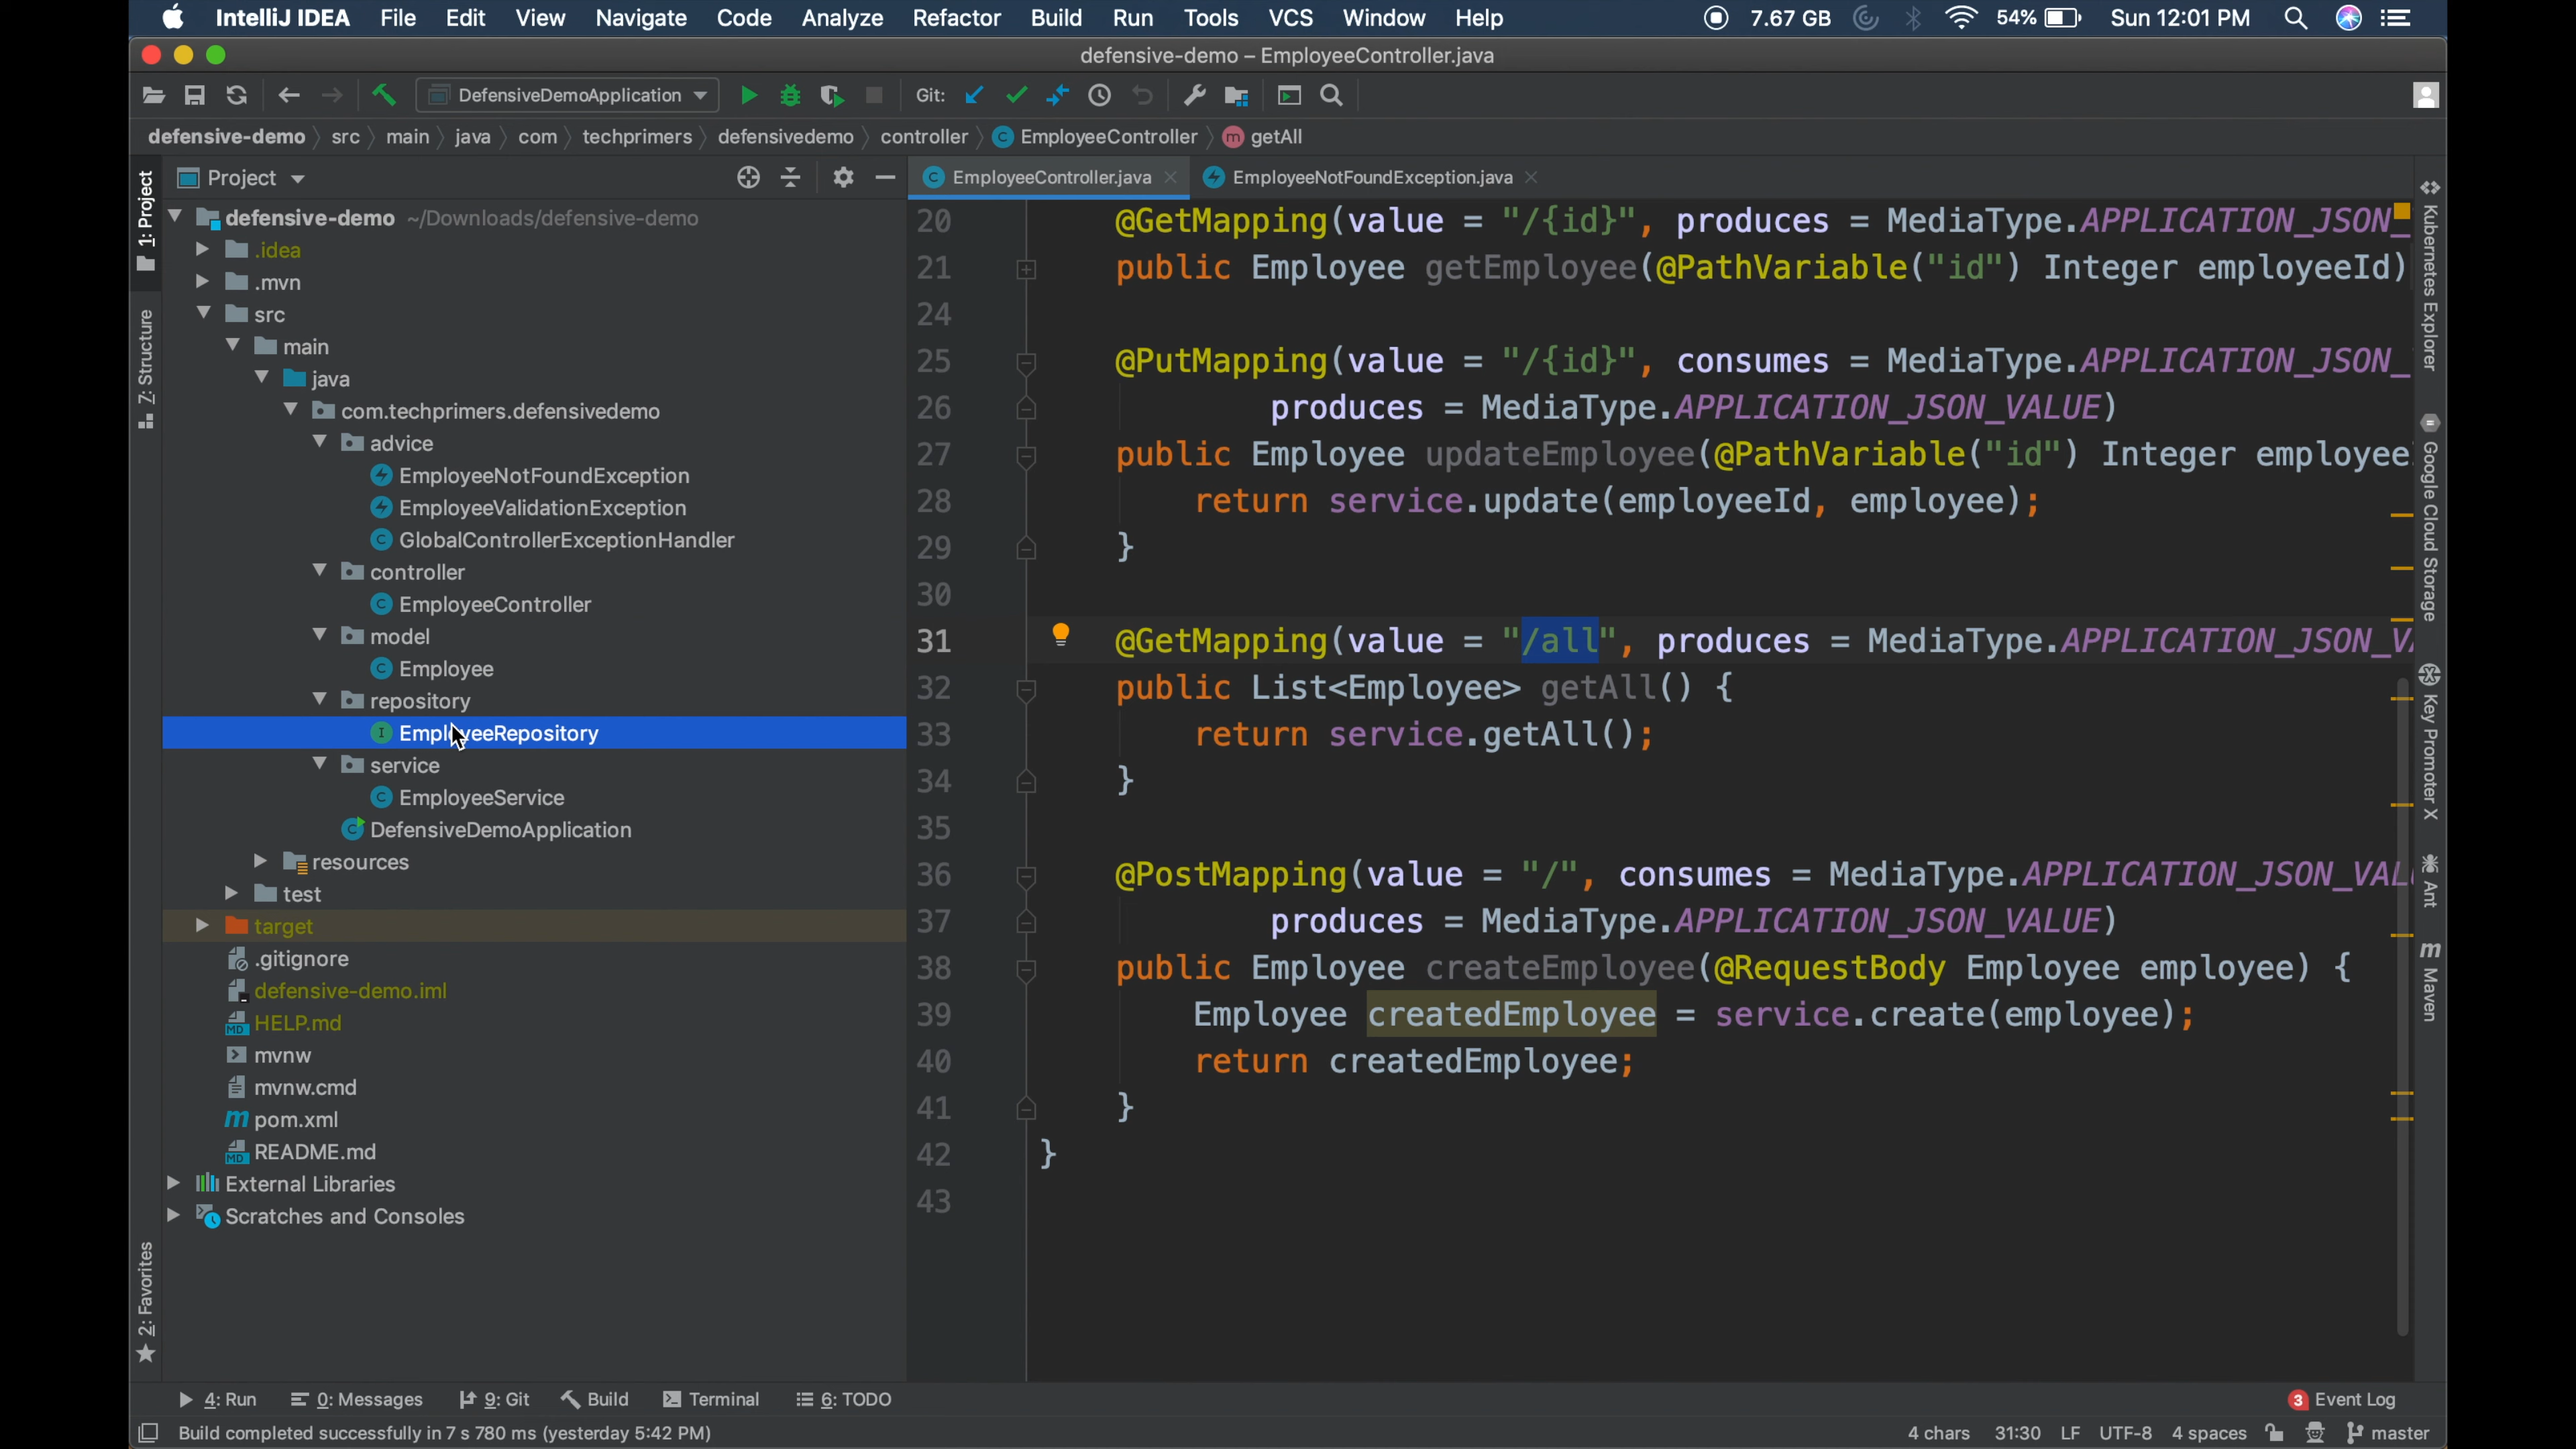 IntelliJ IDEA File Edit View Navigate Code Analyze Refactor Build Run Tools VCS Window Help 7.67 GB 54% Sun 12:01 PM
defensive-demo – EmployeeController.java
DefensiveDemoApplication Git:
defensive-demo src main java com techprimers defensivedemo controller EmployeeController getAll
Project
EmployeeController.java EmployeeNotFoundException.java
defensive-demo ~/Downloads/defensive-demo
.idea
.mvn
src
main
java
com.techprimers.defensivedemo
advice
EmployeeNotFoundException
EmployeeValidationException
GlobalControllerExceptionHandler
controller
EmployeeController
model
Employee
repository
EmployeeRepository
service
EmployeeService
DefensiveDemoApplication
resources
test
target
.gitignore
defensive-demo.iml
HELP.md
mvnw
mvnw.cmd
pom.xml
README.md
External Libraries
Scratches and Consoles
1: Project
7: Structure
2: Favorites
20 @GetMapping(value = "/{id}", produces = MediaType.APPLICATION_JSON_
21 public Employee getEmployee(@PathVariable("id") Integer employeeId)
24
25 @PutMapping(value = "/{id}", consumes = MediaType.APPLICATION_JSON_
26 produces = MediaType.APPLICATION_JSON_VALUE)
27 public Employee updateEmployee(@PathVariable("id") Integer employee
28 return service.update(employeeId, employee);
29 }
30
31 @GetMapping(value = "/all", produces = MediaType.APPLICATION_JSON_V
32 public List<Employee> getAll() {
33 return service.getAll();
34 }
35
36 @PostMapping(value = "/", consumes = MediaType.APPLICATION_JSON_VAL
37 produces = MediaType.APPLICATION_JSON_VALUE)
38 public Employee createEmployee(@RequestBody Employee employee) {
39 Employee createdEmployee = service.create(employee);
40 return createdEmployee;
41 }
42 }
43
Kubernetes Explorer
Google Cloud Storage
Key Promoter X
Ant
Maven
4: Run 0: Messages 9: Git Build Terminal 6: TODO 3 Event Log
Build completed successfully in 7 s 780 ms (yesterday 5:42 PM) 4 chars 31:30 LF UTF-8 4 spaces master